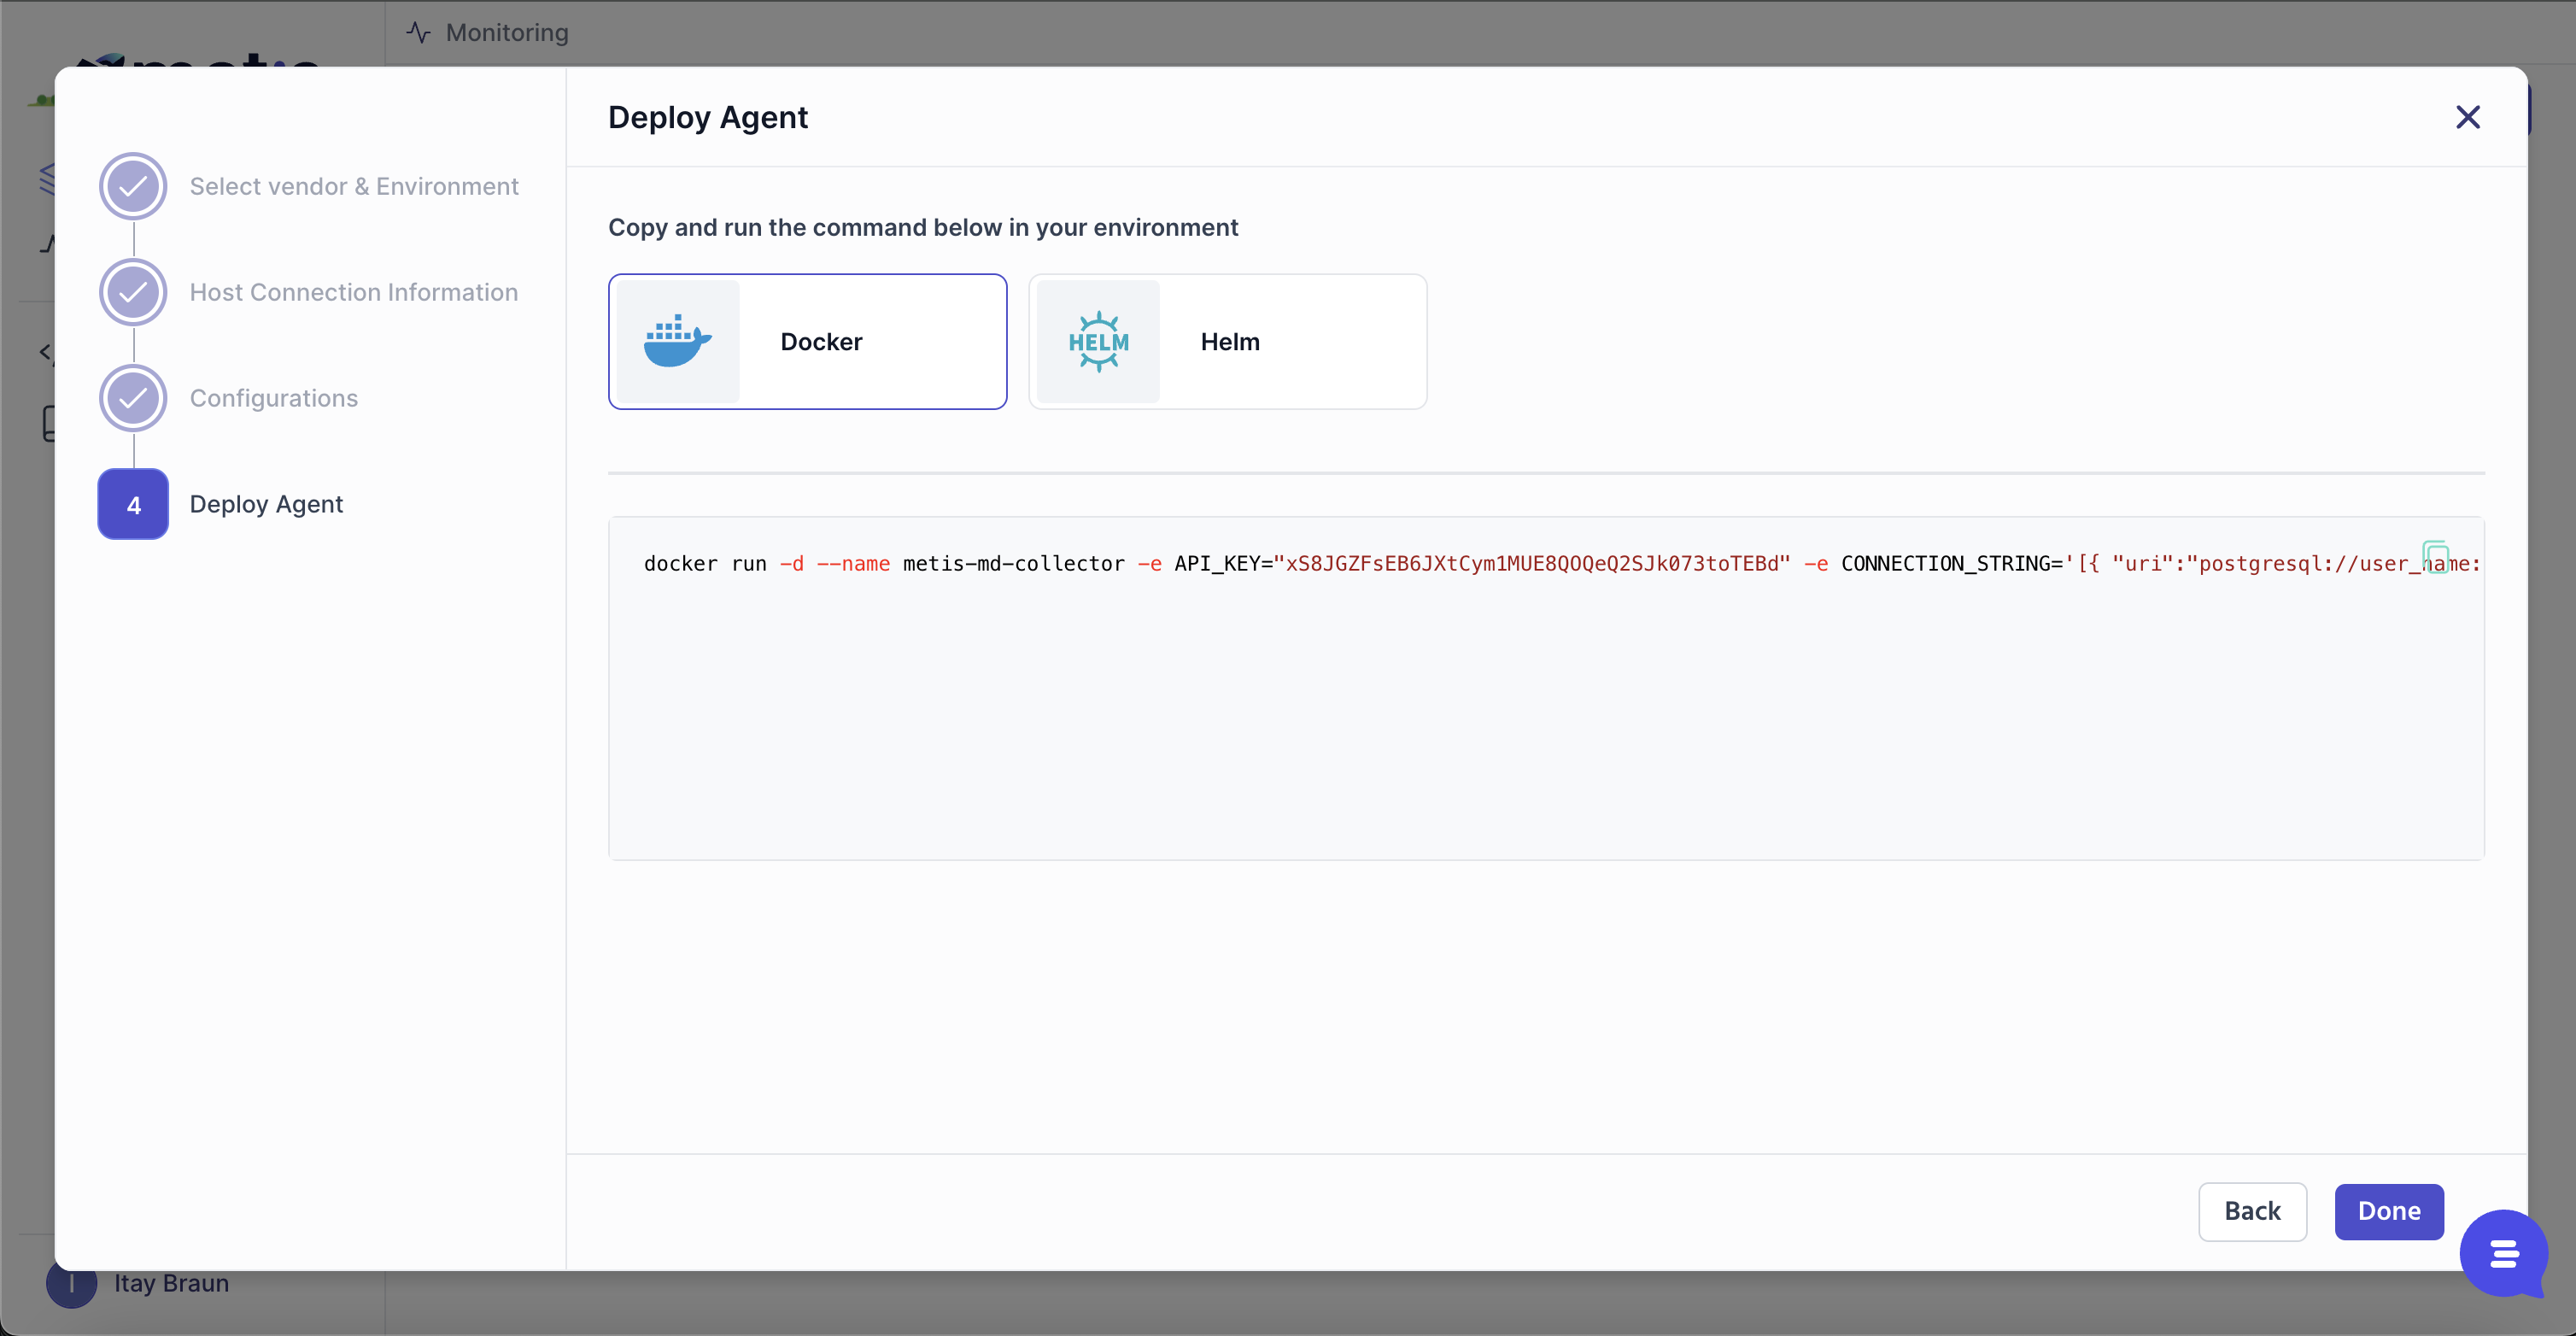 Monitoring
Deploy Agent
Select vendor & Environment
Host Connection Information
Configurations
4 Deploy Agent
Copy and run the command below in your environment
Docker
HELM Helm
docker run -d --name metis-md-collector -e API_KEY="xS8JGZFsEB6JXtCym1MUE8QOQeQ2SJk073toTEBd" -e CONNECTION_STRING='[{ "uri":"postgresql://user_name:
Back Done
I Itay Braun